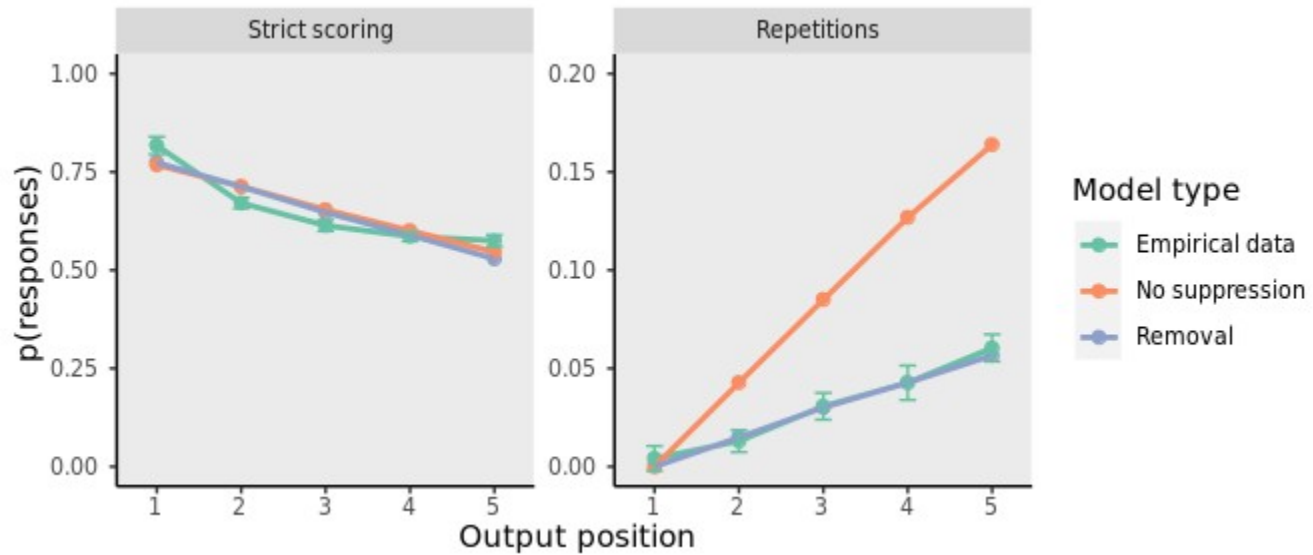 Strict scoring
Repetitions
p(responses)
1.00
0.75
0.50
0.25
0.00
0.20
0.15
0.10
0.05
0.00
1 2 3 4 5
1 2 3 4 5
Output position
Model type
Empirical data
No suppression
Removal